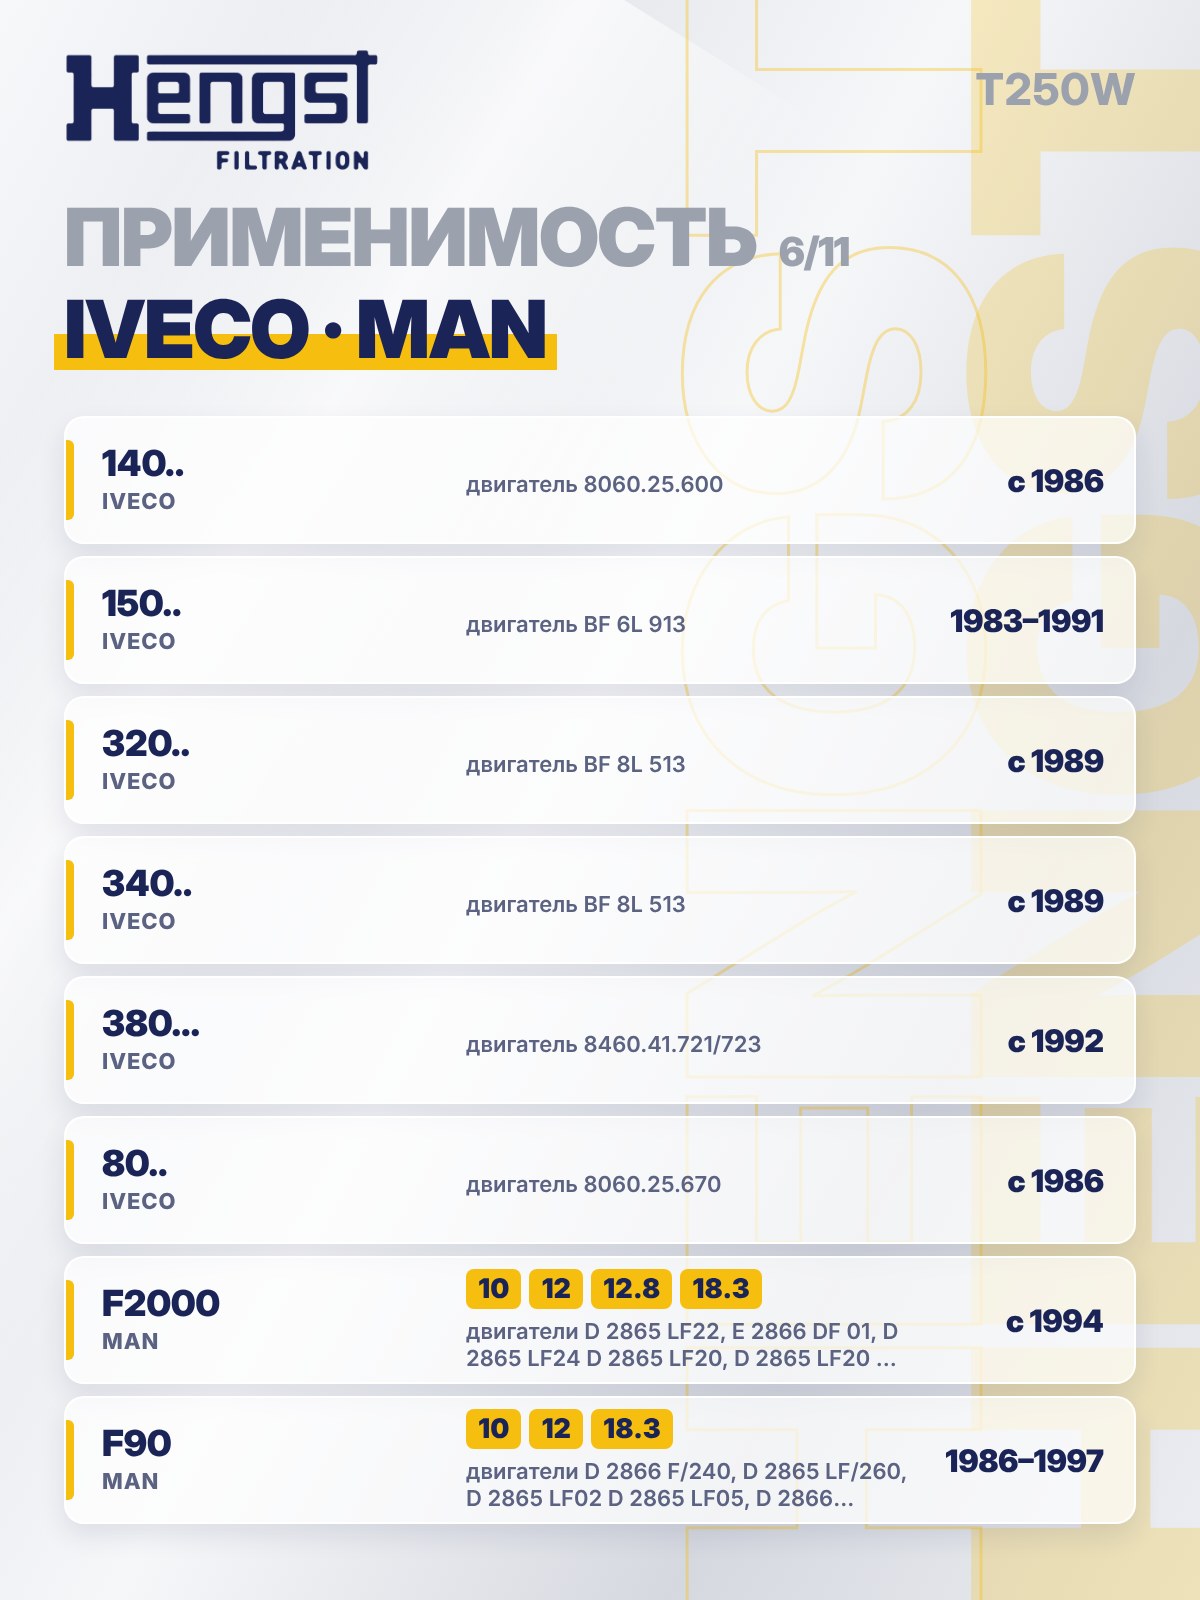 Hengst
FILTRATION
T250W
ПРИМЕНИМОСТЬ 6/11
IVECO · MAN
140..
IVECO
двигатель 8060.25.600
с 1986
150..
IVECO
двигатель BF 6L 913
1983–1991
320..
IVECO
двигатель BF 8L 513
с 1989
340..
IVECO
двигатель BF 8L 513
с 1989
380...
IVECO
двигатель 8460.41.721/723
с 1992
80..
IVECO
двигатель 8060.25.670
с 1986
F2000
MAN
10 12 12.8 18.3
двигатели D 2865 LF22, E 2866 DF 01, D
2865 LF24 D 2865 LF20, D 2865 LF20 ...
с 1994
F90
MAN
10 12 18.3
двигатели D 2866 F/240, D 2865 LF/260,
D 2865 LF02 D 2865 LF05, D 2866...
1986–1997
HENGST
HENGST